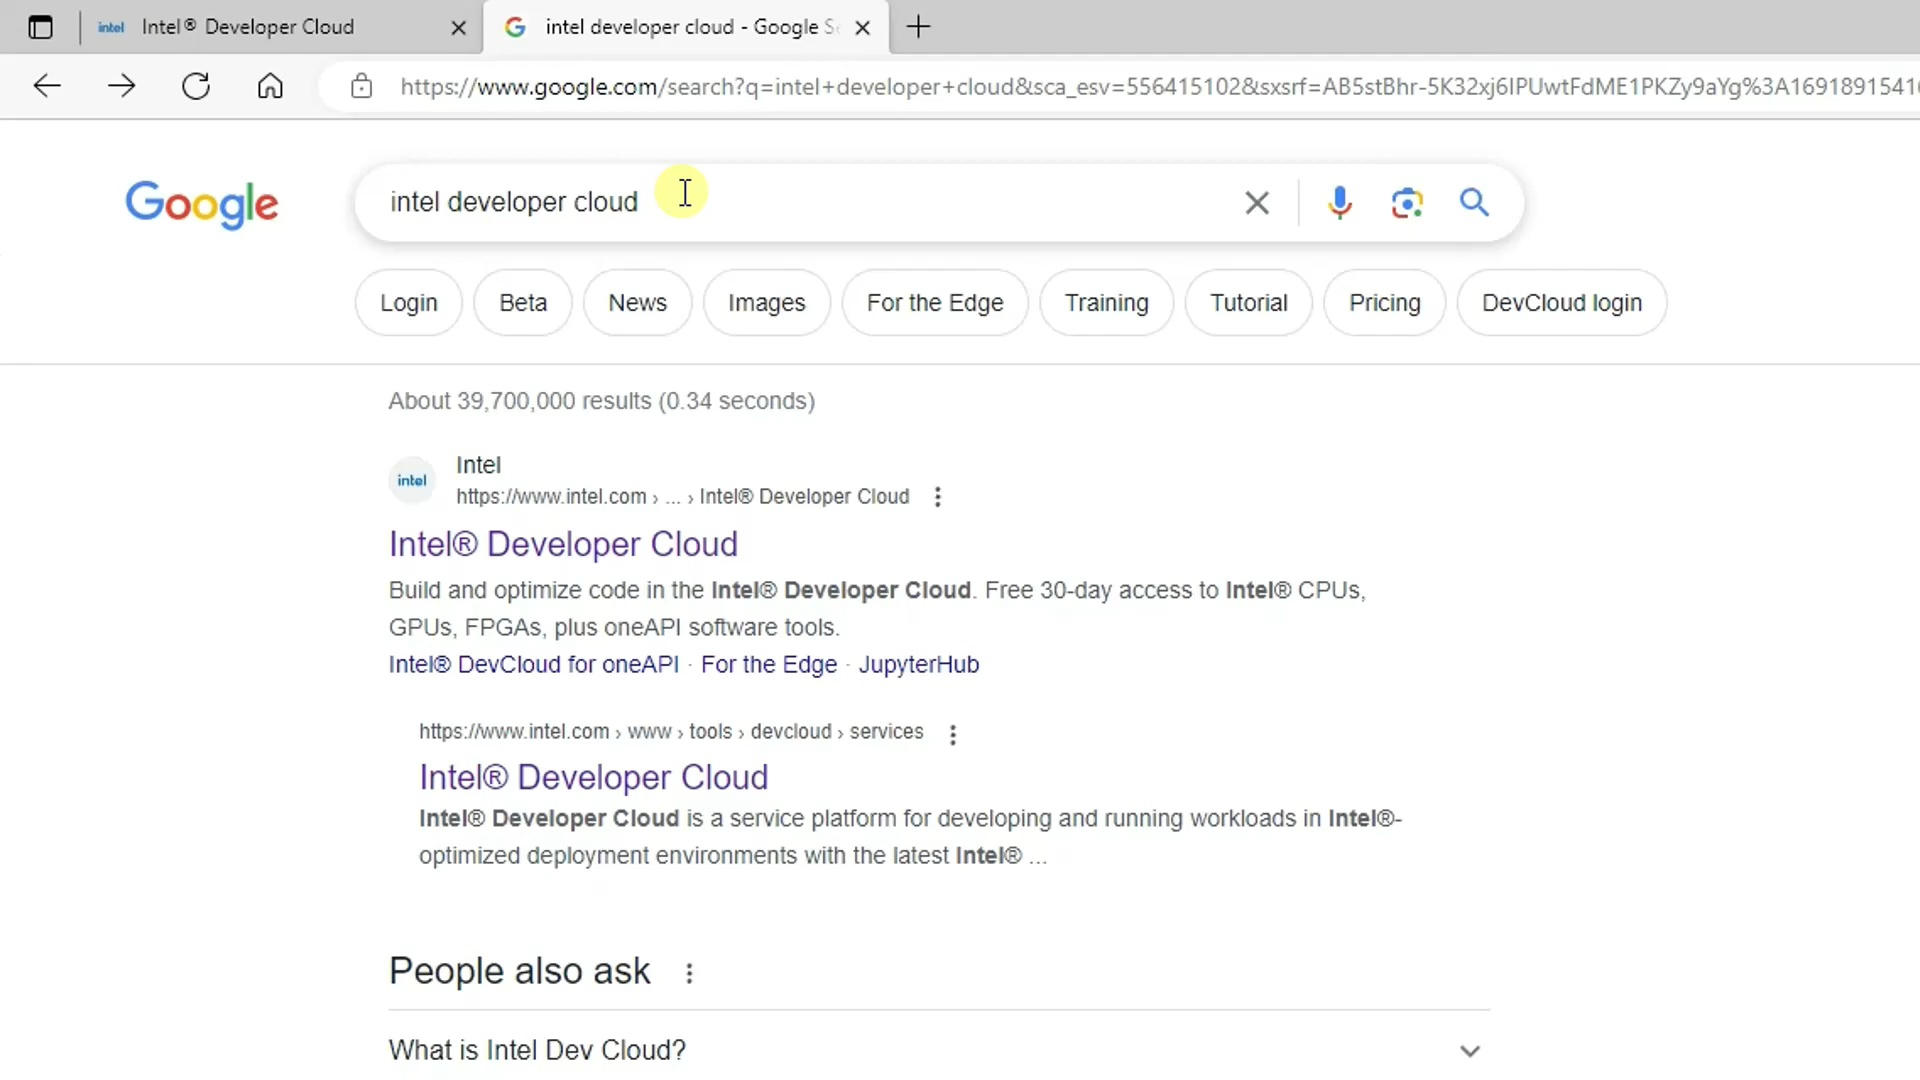 intel Intel® Developer Cloud
intel developer cloud - Google S
https://www.google.com/search?q=intel+developer+cloud&sca_esv=556415102&sxsrf=AB5stBhr-5K32xj6IPUwtFdME1PKZy9aYg%3A169189154
Google
intel developer cloud
Login Beta News Images For the Edge Training Tutorial Pricing DevCloud login
About 39,700,000 results (0.34 seconds)
intel
Intel
https://www.intel.com › ... › Intel® Developer Cloud
Intel® Developer Cloud
Build and optimize code in the Intel® Developer Cloud. Free 30-day access to Intel® CPUs,
GPUs, FPGAs, plus oneAPI software tools.
Intel® DevCloud for oneAPI · For the Edge · JupyterHub
https://www.intel.com › www › tools › devcloud › services
Intel® Developer Cloud
Intel® Developer Cloud is a service platform for developing and running workloads in Intel®-
optimized deployment environments with the latest Intel® ...
People also ask
What is Intel Dev Cloud?